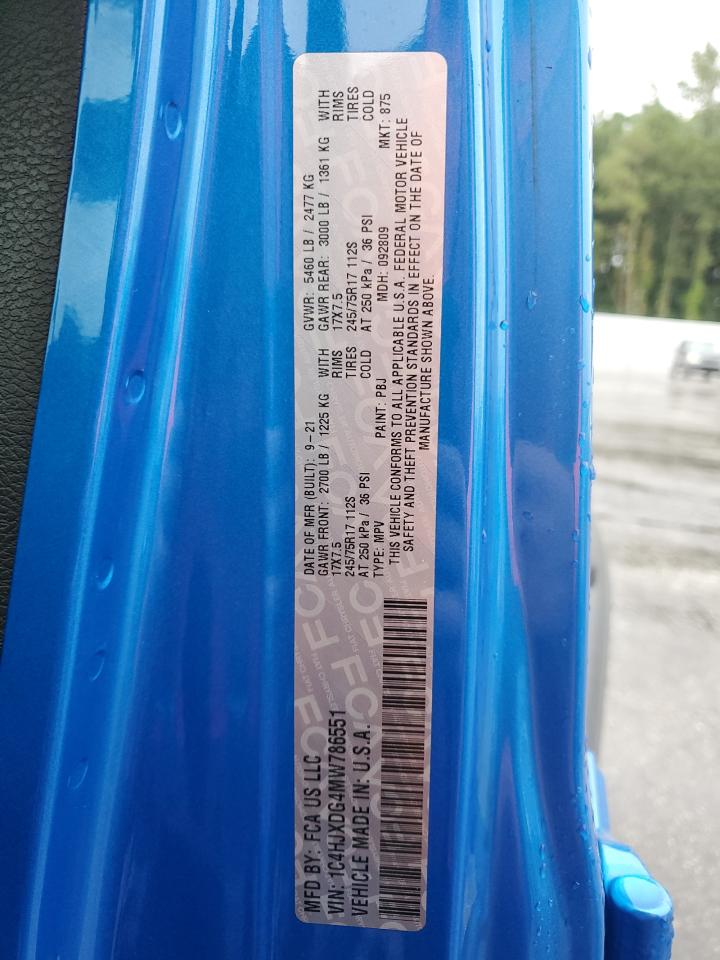 MFD BY: FCA US LLC
DATE OF MFR (BUILT): 9-21
GVWR: 5460 LB / 2477 KG
VIN: 1C4HJXDG4MW786551
VEHICLE MADE IN: U.S.A.
GAWR FRONT: 2700 LB / 1225 KG WITH
17X7.5 RIMS
245/75R17 112S TIRES
AT 250 kPa / 36 PSI COLD
GAWR REAR: 3000 LB / 1361 KG WITH
17X7.5 RIMS
245/75R17 112S TIRES
AT 250 kPa / 36 PSI COLD
TYPE: MPV PAINT: PBJ MDH: 092809 MKT: 875
THIS VEHICLE CONFORMS TO ALL APPLICABLE U.S.A. FEDERAL MOTOR VEHICLE
SAFETY AND THEFT PREVENTION STANDARDS IN EFFECT ON THE DATE OF
MANUFACTURE SHOWN ABOVE.